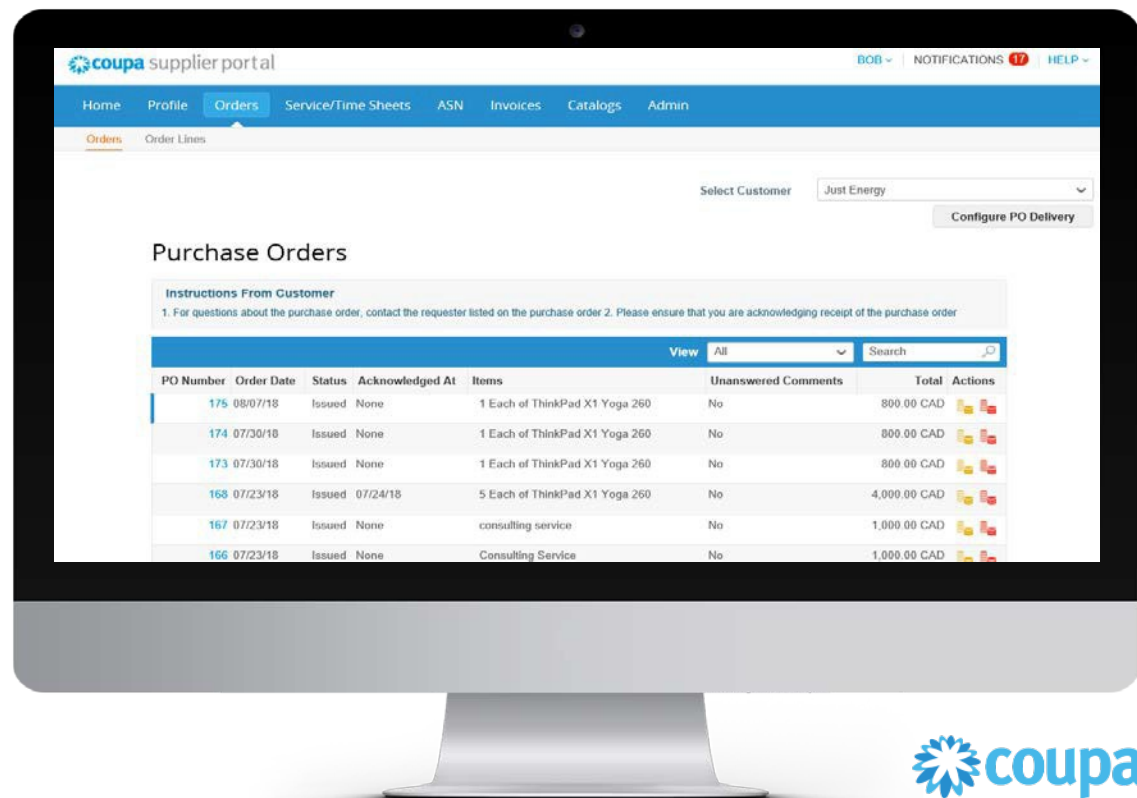 coupa supplier portal BOB NOTIFICATIONS 17 HELP
Home Profile Orders Service/Time Sheets ASN Invoices Catalogs Admin
Orders Order Lines
Select Customer Just Energy
Configure PO Delivery
Purchase Orders
Instructions From Customer
1. For questions about the purchase order, contact the requester listed on the purchase order 2. Please ensure that you are acknowledging receipt of the purchase order
View All Search
PO Number Order Date Status Acknowledged At Items Unanswered Comments Total Actions
175 08/07/18 Issued None 1 Each of ThinkPad X1 Yoga 260 No 800.00 CAD
174 07/30/18 Issued None 1 Each of ThinkPad X1 Yoga 260 No 800.00 CAD
173 07/30/18 Issued None 1 Each of ThinkPad X1 Yoga 260 No 800.00 CAD
168 07/23/18 Issued 07/24/18 5 Each of ThinkPad X1 Yoga 260 No 4,000.00 CAD
167 07/23/18 Issued None consulting service No 1,000.00 CAD
166 07/23/18 Issued None Consulting Service No 1,000.00 CAD
coupa